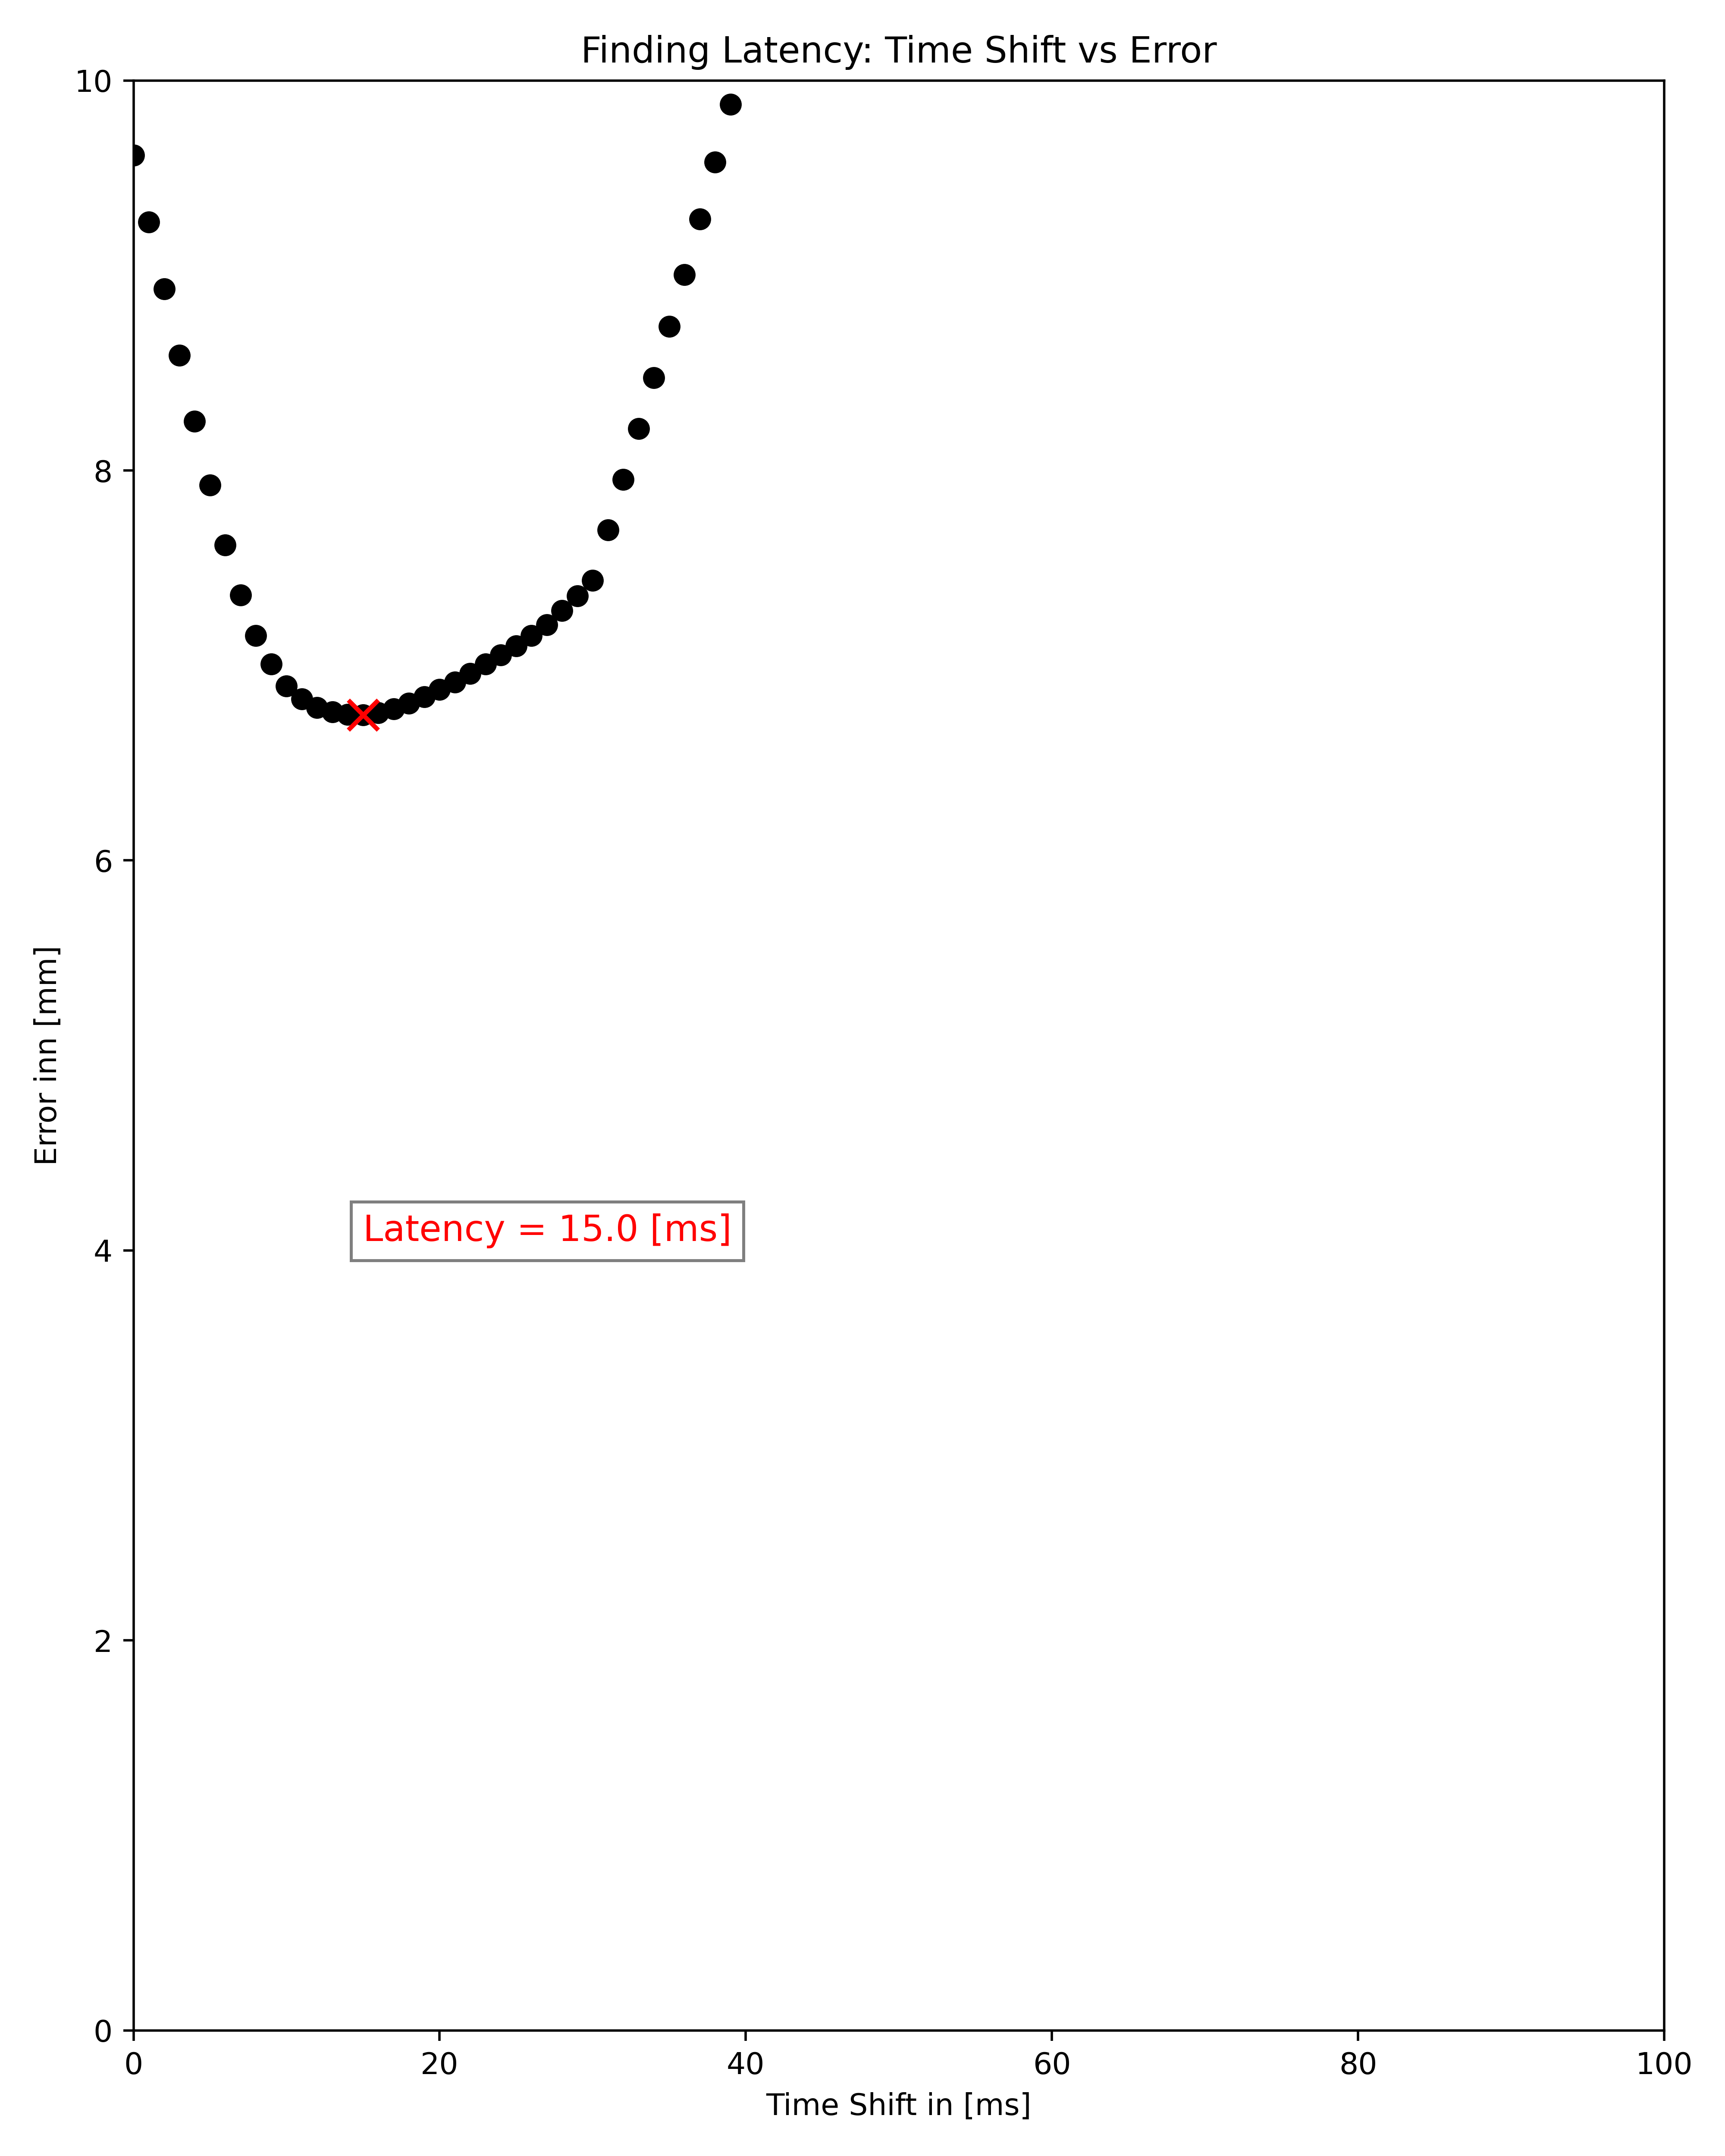 Finding Latency: Time Shift vs Error
10
8
6
4
2
0
Error inn [mm]
Latency = 15.0 [ms]
0 20 40 60 80 100
Time Shift in [ms]